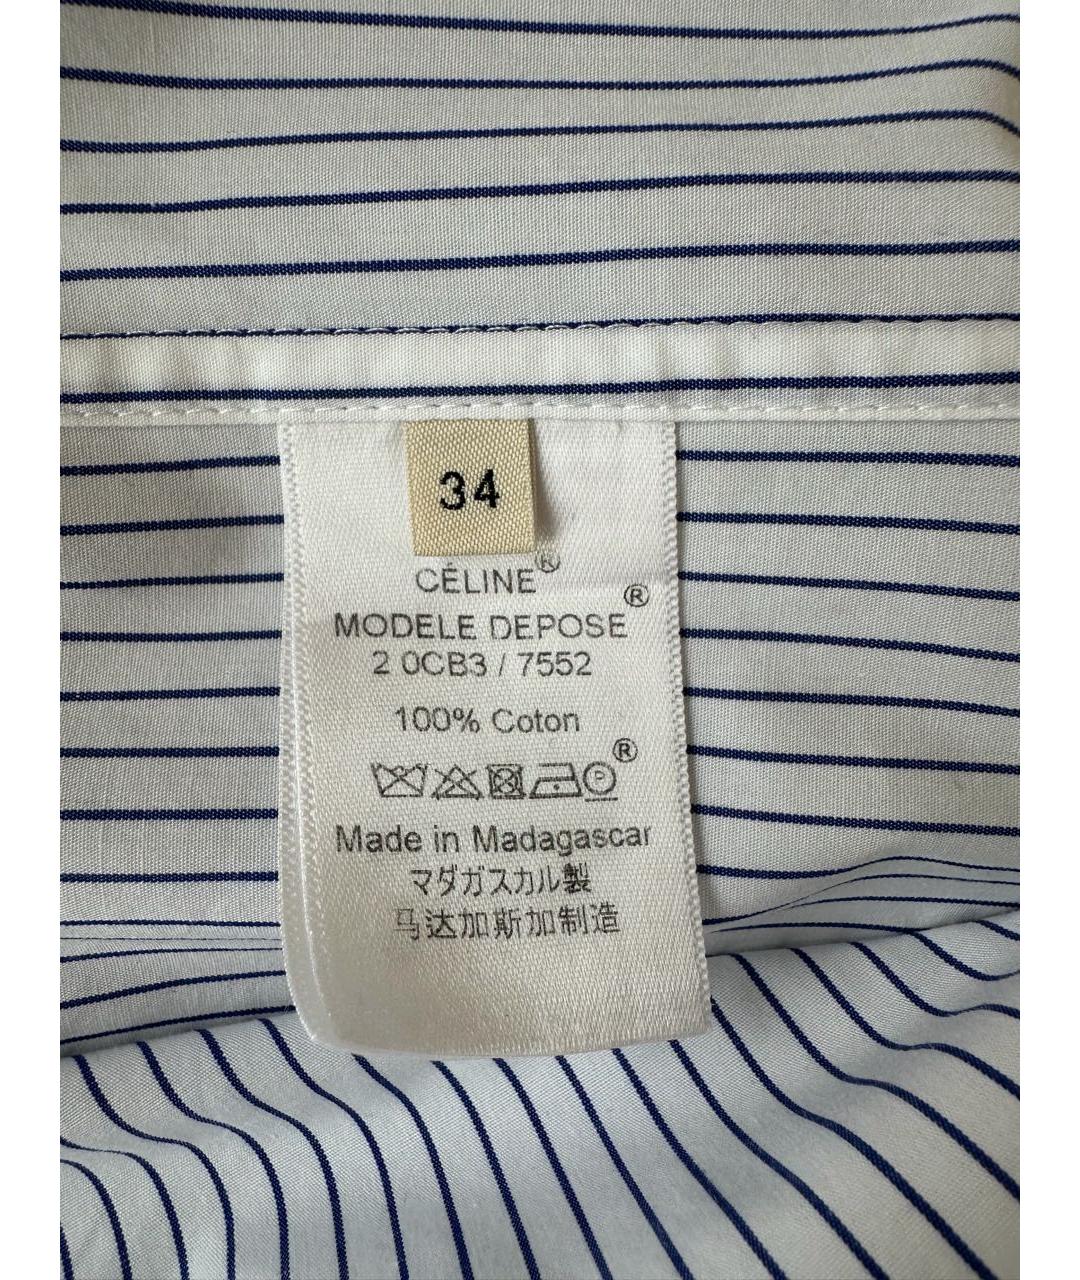 34
CÉLINE®
MODELE DEPOSE®
2 0CB3 / 7552
100% Coton
P ®
Made in Madagascar
マダガスカル製
马达加斯加制造